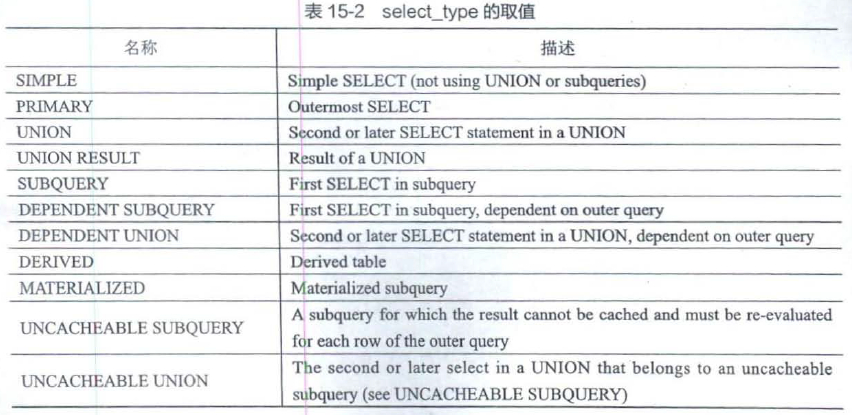 表 15-2 select_type 的取值
名称 描述
SIMPLE Simple SELECT (not using UNION or subqueries)
PRIMARY Outermost SELECT
UNION Second or later SELECT statement in a UNION
UNION RESULT Result of a UNION
SUBQUERY First SELECT in subquery
DEPENDENT SUBQUERY First SELECT in subquery, dependent on outer query
DEPENDENT UNION Second or later SELECT statement in a UNION, dependent on outer query
DERIVED Derived table
MATERIALIZED Materialized subquery
UNCACHEABLE SUBQUERY A subquery for which the result cannot be cached and must be re-evaluated
for each row of the outer query
UNCACHEABLE UNION The second or later select in a UNION that belongs to an uncacheable
subquery (see UNCACHEABLE SUBQUERY)